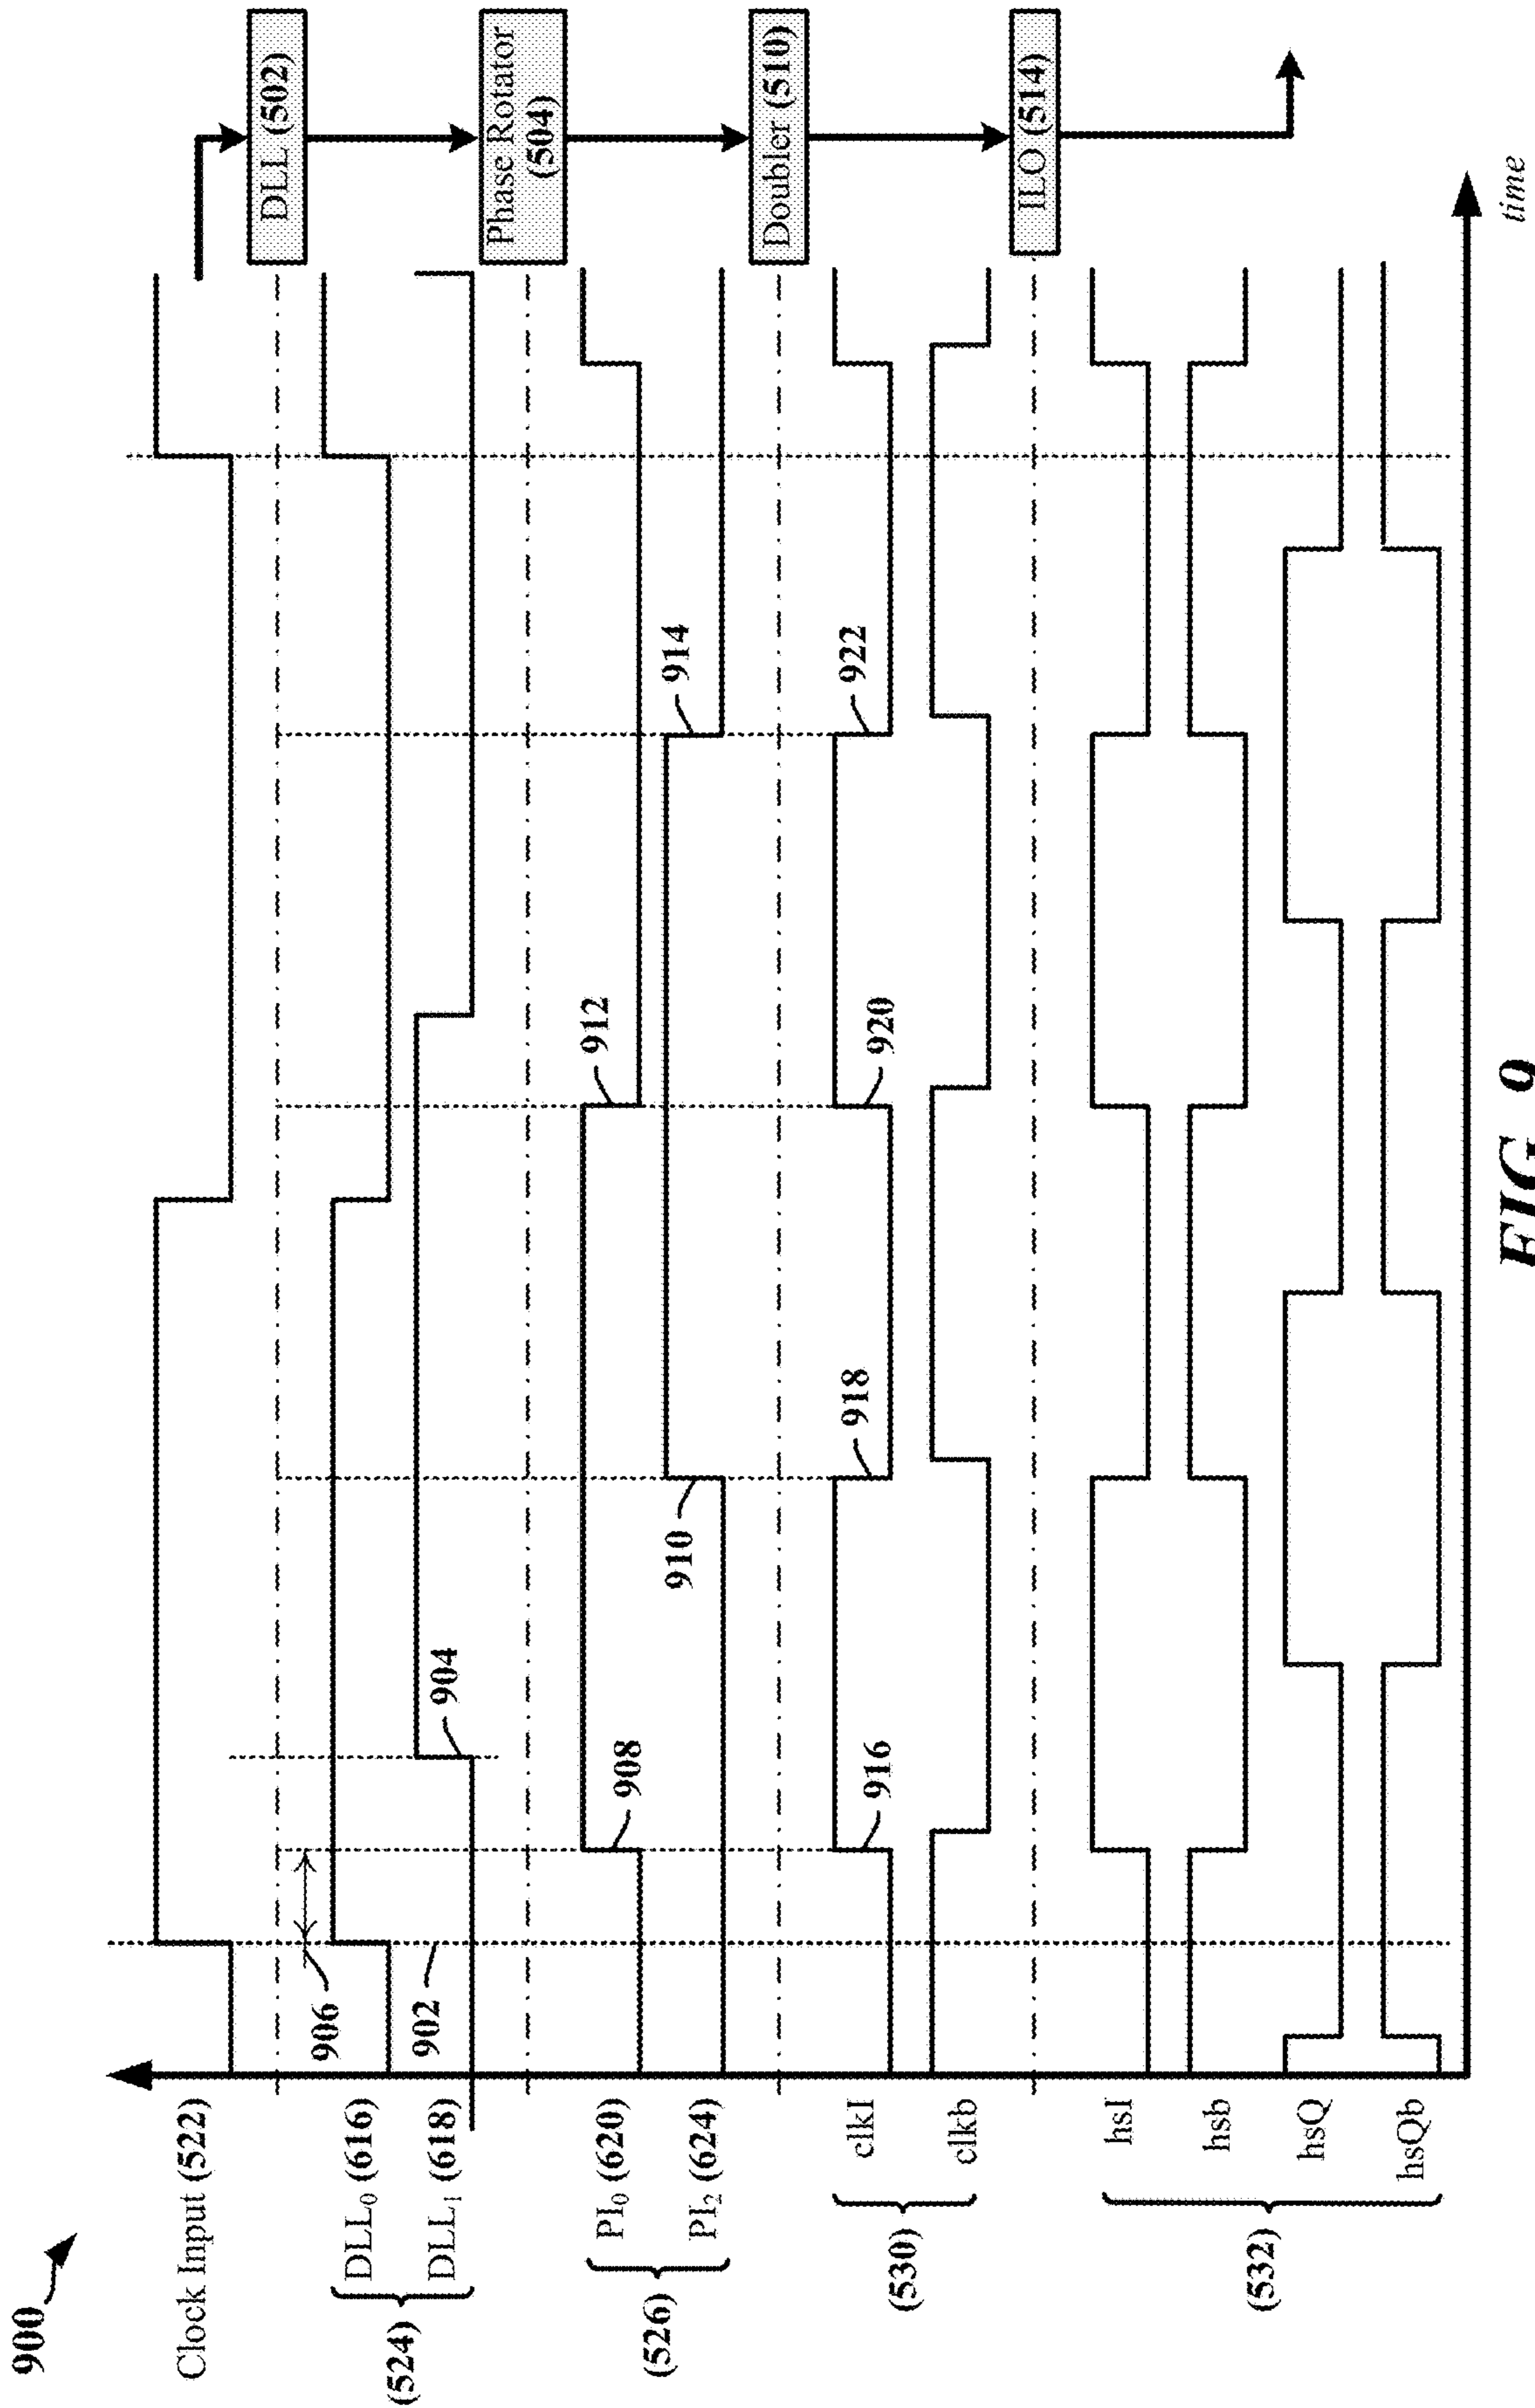 900
Clock Input (522)
DLL (502)
DLL₀ (616)
DLL₁ (618)
(524)
906
902
904
Phase Rotator
(504)
PI₀ (620)
PI₂ (624)
(526)
908
910
912
914
Doubler (510)
clkI
clkb
(530)
916
918
920
922
ILO (514)
hsI
hsb
hsQ
hsQb
(532)
time
FIG. 9